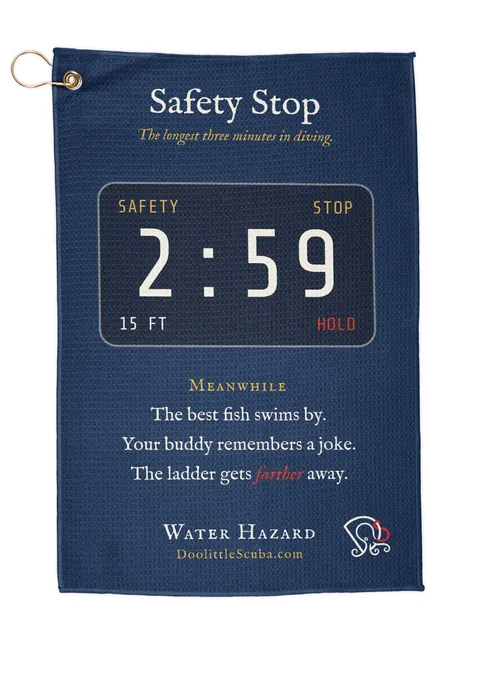 Safety Stop
The longest three minutes in diving.
SAFETY STOP
2:59
15 FT HOLD
MEANWHILE
The best fish swims by.
Your buddy remembers a joke.
The ladder gets farther away.
WATER HAZARD
DoolittleScuba.com